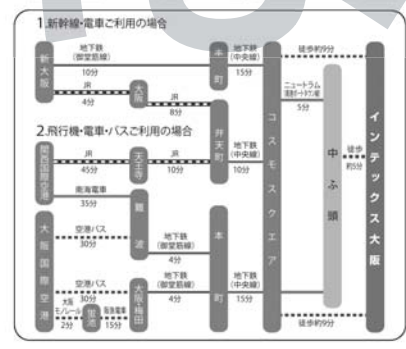 1.新幹線・電車ご利用の場合
新大阪
地下鉄
(御堂筋線)
10分
本町
地下鉄
(中央線)
15分
徒歩約9分
JR
4分
大阪
JR
8分
弁天町
ニュートラム
5分
2.飛行機・電車・バスご利用の場合
関西国際空港
JR
45分
天王寺
JR
10分
地下鉄
(中央線)
10分
コスモスクエア
中ふ頭
徒歩
約5分
インテックス大阪
南海電車
35分
難波
大阪国際空港
空港バス
30分
地下鉄
(御堂筋線)
4分
本町
空港バス
30分
大阪・梅田
地下鉄
(御堂筋線)
4分
地下鉄
(中央線)
15分
大阪
モノレール
2分
蛍池
阪急電車
15分
徒歩約9分